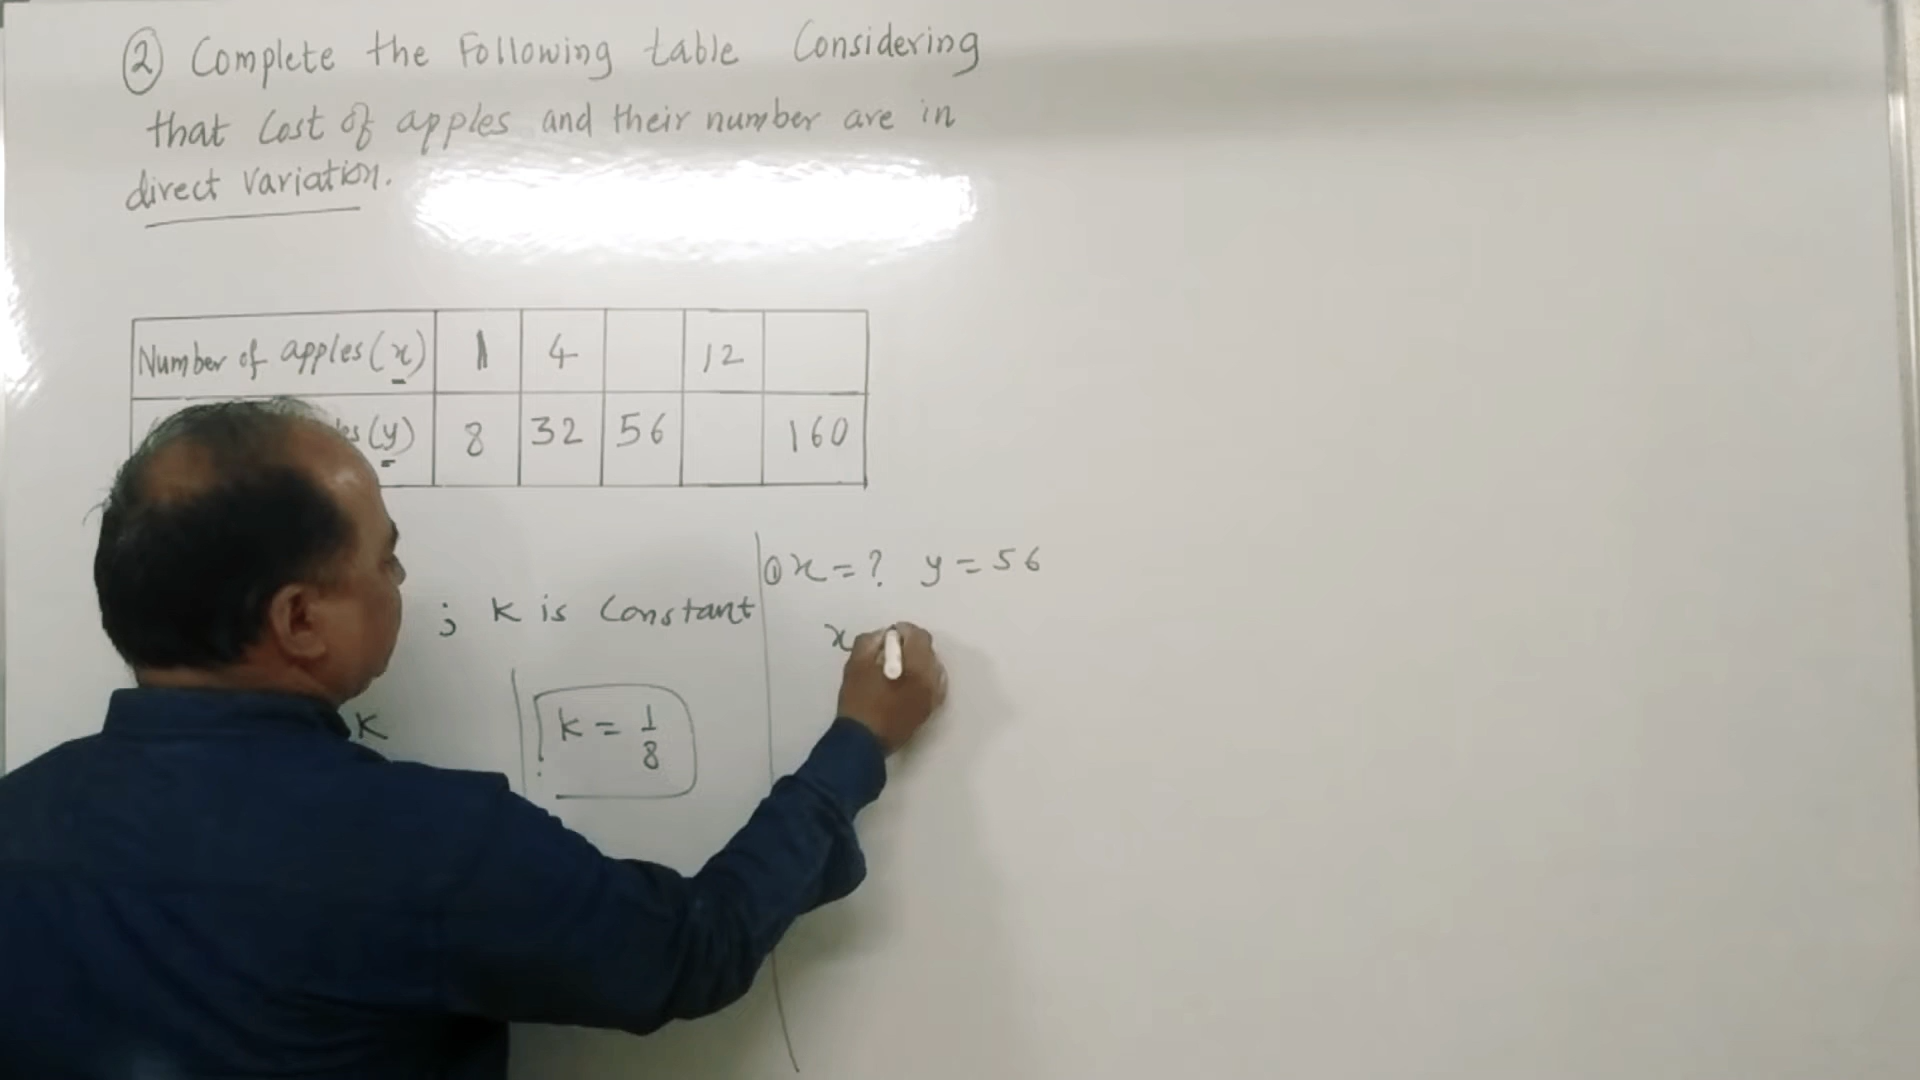 ② Complete the Following table Considering
that Cost of apples and their number are in
direct variation.
Number of apples (x) 1 4 12
(y) 8 32 56 160
① x = ? y = 56
; K is Constant
x
K
k = 1/8